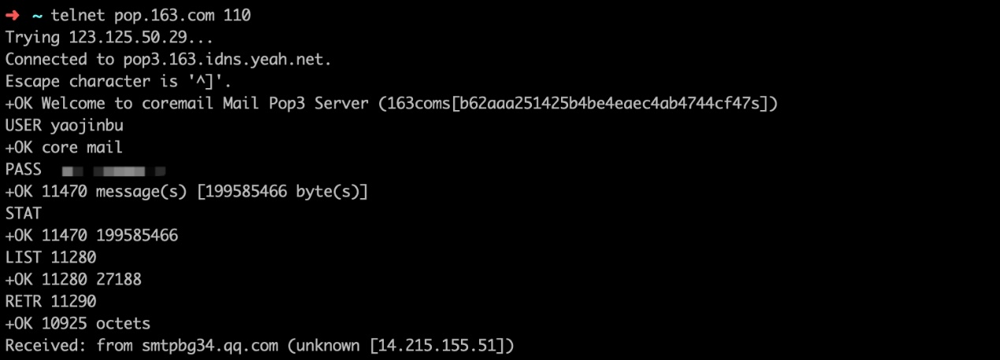 ➜ ~ telnet pop.163.com 110
Trying 123.125.50.29...
Connected to pop3.163.idns.yeah.net.
Escape character is '^]'.
+OK Welcome to coremail Mail Pop3 Server (163coms[b62aaa251425b4be4eaec4ab4744cf47s])
USER yaojinbu
+OK core mail
PASS
+OK 11470 message(s) [199585466 byte(s)]
STAT
+OK 11470 199585466
LIST 11280
+OK 11280 27188
RETR 11290
+OK 10925 octets
Received: from smtpbg34.qq.com (unknown [14.215.155.51])